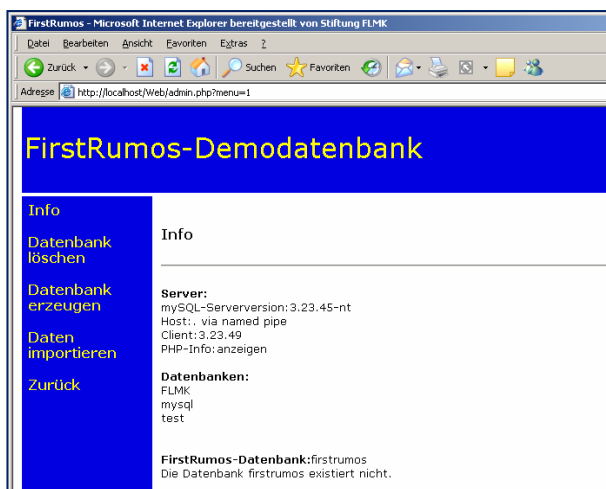 FirstRumos - Microsoft Internet Explorer bereitgestellt von Stiftung FLMK
Datei Bearbeiten Ansicht Favoriten Extras ?
Zurück Suchen Favoriten
Adresse http://localhost/Web/admin.php?menu=1
FirstRumos-Demodatenbank
Info
Datenbank
löschen
Datenbank
erzeugen
Daten
importieren
Zurück
Info
Server:
mySQL-Serverversion:3.23.45-nt
Host:. via named pipe
Client:3.23.49
PHP-Info:anzeigen
Datenbanken:
FLMK
mysql
test
FirstRumos-Datenbank:firstrumos
Die Datenbank firstrumos existiert nicht.